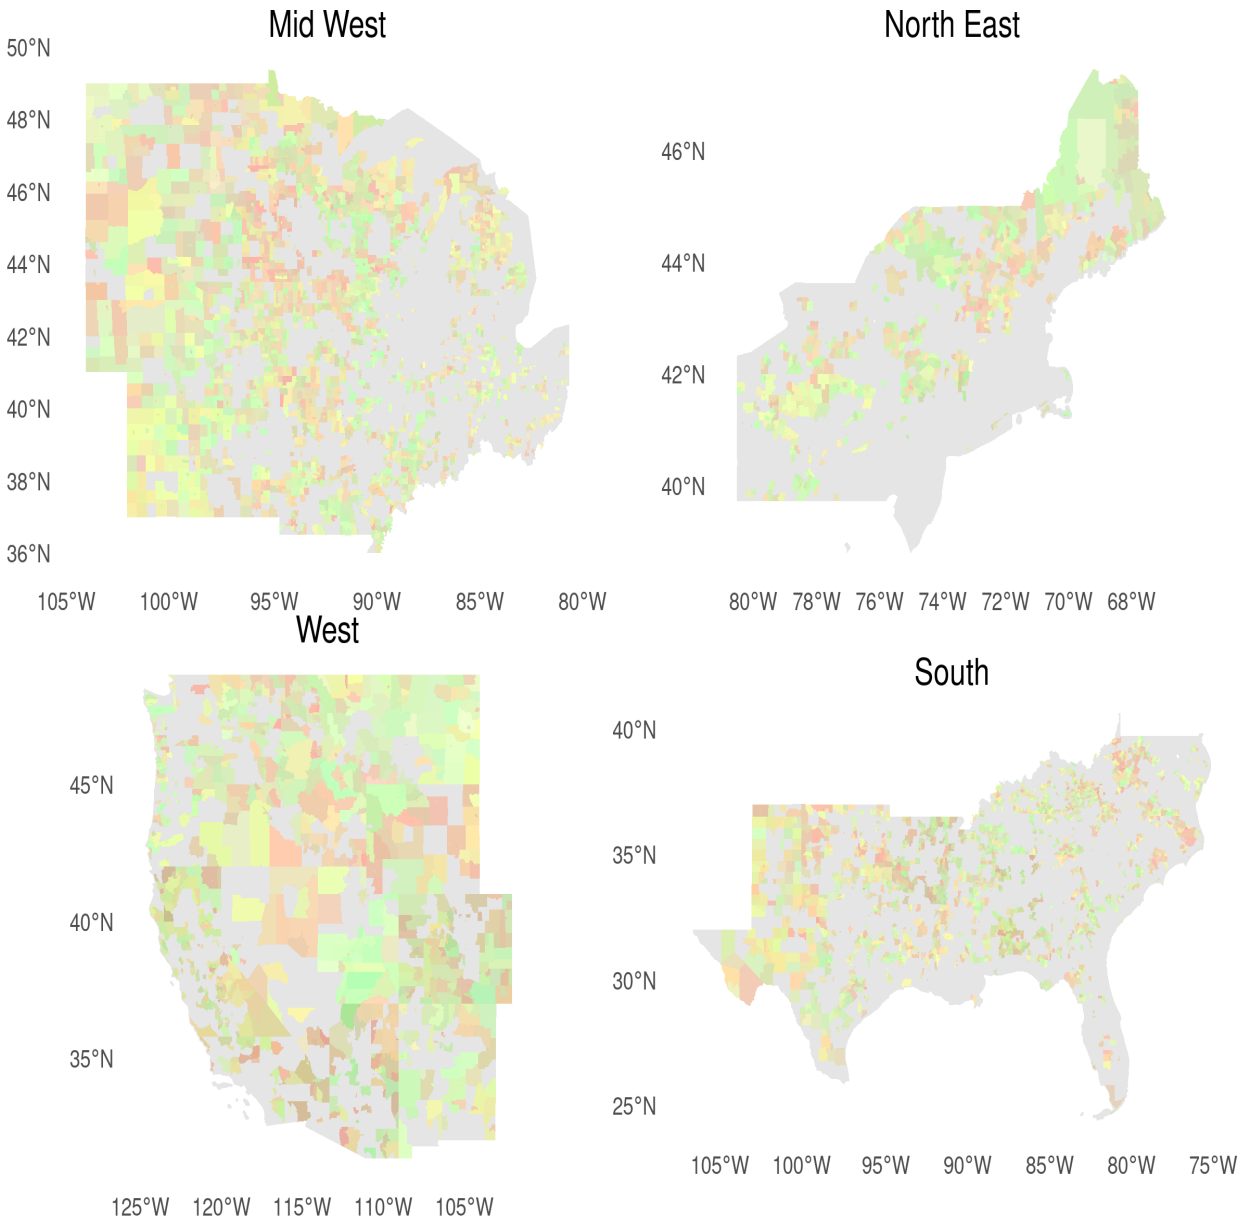 Mid West
50°N
48°N
46°N
44°N
42°N
40°N
38°N
36°N
105°W 100°W 95°W 90°W 85°W 80°W
North East
46°N
44°N
42°N
40°N
80°W 78°W 76°W 74°W 72°W 70°W 68°W
West
45°N
40°N
35°N
125°W 120°W 115°W 110°W 105°W
South
40°N
35°N
30°N
25°N
105°W 100°W 95°W 90°W 85°W 80°W 75°W